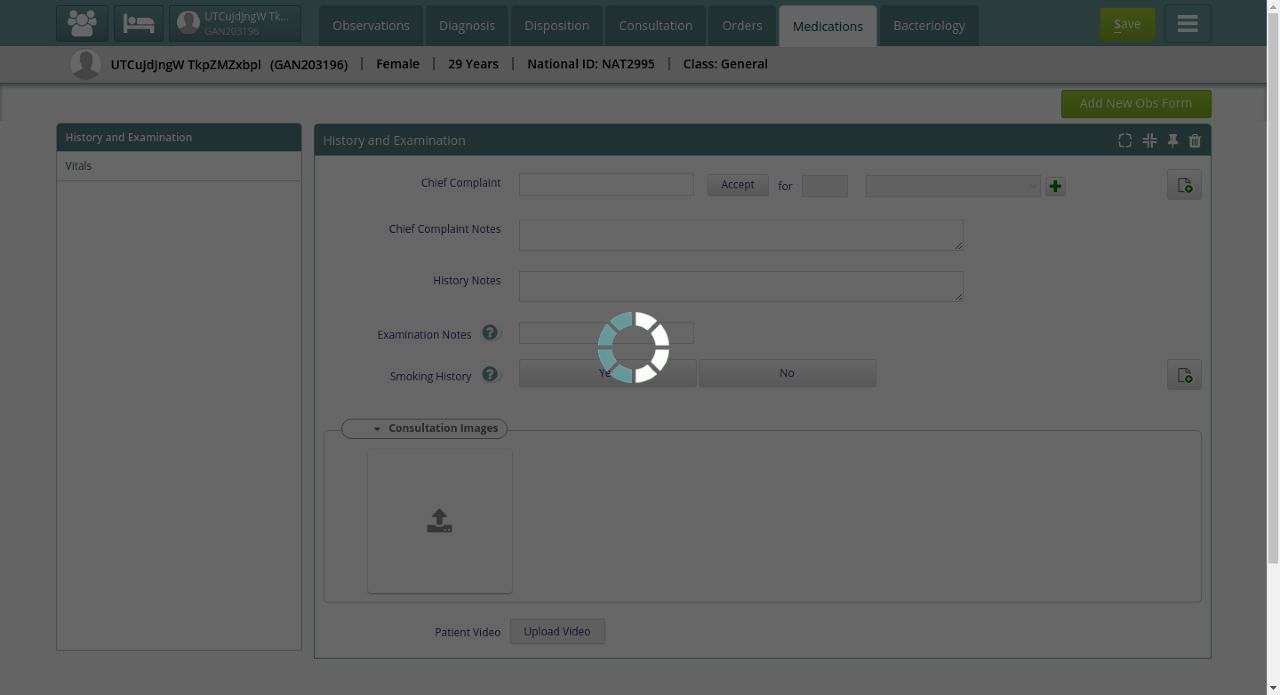 UTCuJdJngW Tk...
GAN203196
Observations
Diagnosis
Disposition
Consultation
Orders
Medications
Bacteriology
Save
UTCuJdJngW TkpZMZxbpl (GAN203196) | Female | 29 Years | National ID: NAT2995 | Class: General
Add New Obs Form
History and Examination
Vitals
History and Examination
Chief Complaint
Accept
for
Chief Complaint Notes
History Notes
Examination Notes
Smoking History
Ye
No
Consultation Images
Patient Video
Upload Video